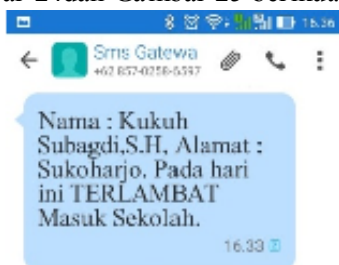 16.36
Sms Gatewa
+62 857-0258-6597
Nama : Kukuh
Subagdi,S.H, Alamat :
Sukoharjo. Pada hari
ini TERLAMBAT
Masuk Sekolah.
16.33